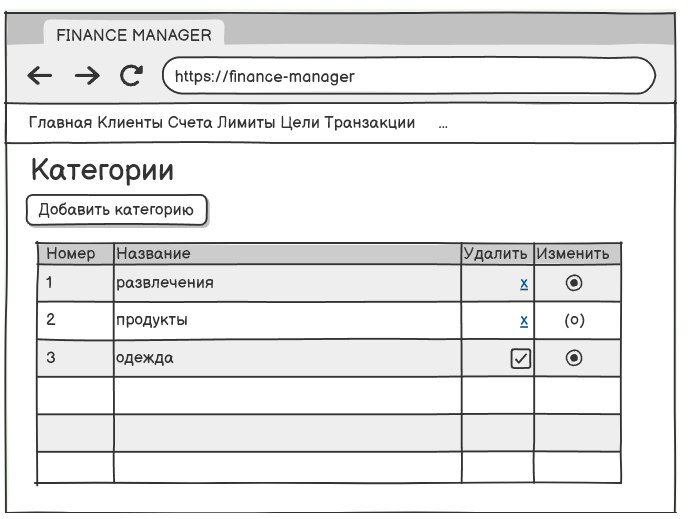 FINANCE MANAGER
https://finance-manager
Главная Клиенты Счета Лимиты Цели Транзакции ...
Категории
Добавить категорию
Номер Название Удалить Изменить
1 развлечения x
2 продукты x (o)
3 одежда